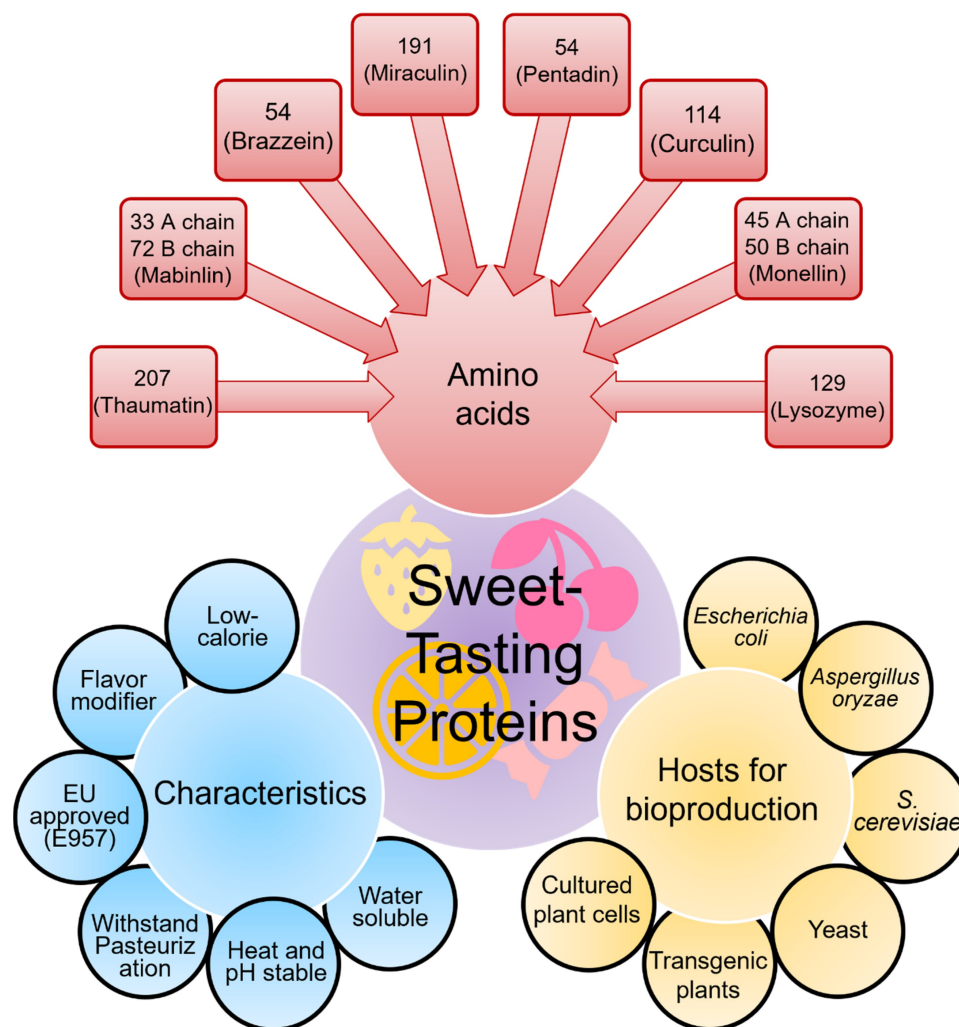 191
(Miraculin)
54
(Pentadin)
54
(Brazzein)
114
(Curculin)
33 A chain
72 B chain
(Mabinlin)
45 A chain
50 B chain
(Monellin)
207
(Thaumatin)
Amino
acids
129
(Lysozyme)
Sweet-
Tasting
Proteins
Low-
calorie
Flavor
modifier
EU
approved
(E957)
Withstand
Pasteuriz
ation
Heat and
pH stable
Water
soluble
Characteristics
Escherichia
coli
Aspergillus
oryzae
S.
cerevisiae
Yeast
Transgenic
plants
Cultured
plant cells
Hosts for
bioproduction